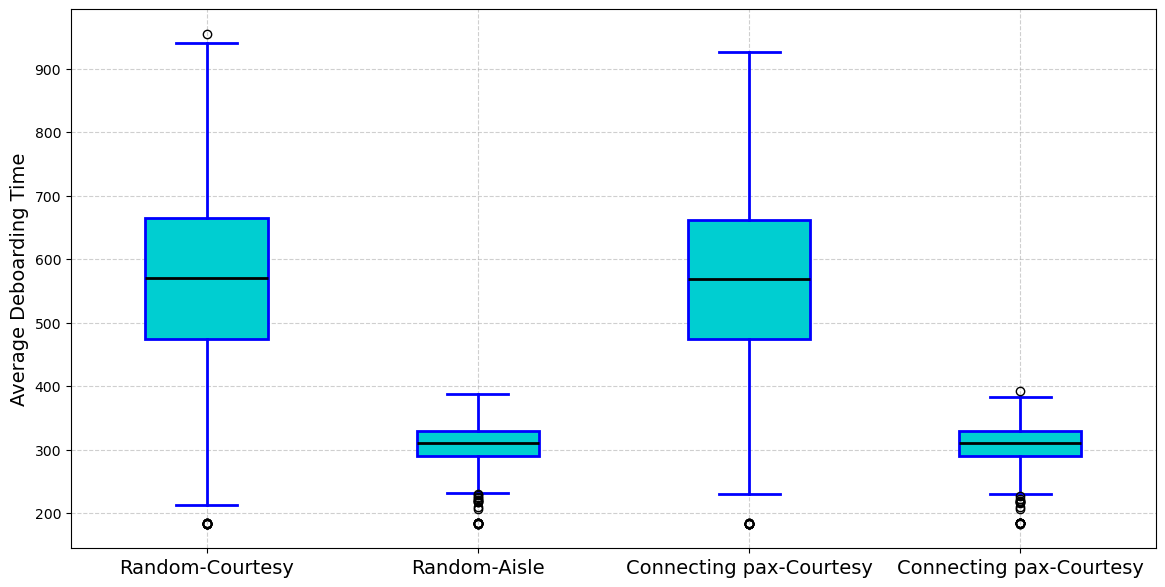 Average Deboarding Time
900
800
700
600
500
400
300
200
Random-Courtesy
Random-Aisle
Connecting pax-Courtesy
Connecting pax-Courtesy